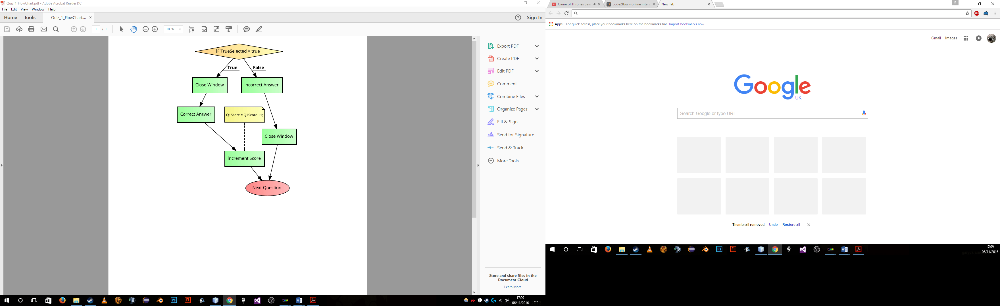 Quiz_1_FlowChart.pdf - Adobe Acrobat Reader DC
File Edit View Window Help
Home Tools Quiz_1_FlowChart.... × Sign In
1 / 1 100%
IF TrueSelected = true
True False
Close Window Incorrect Answer
Correct Answer Q1Score = Q1Score +1;
Close Window
Increment Score
Next Question
Export PDF
Create PDF
Edit PDF
Comment
Combine Files
Organize Pages
Fill & Sign
Send for Signature
Send & Track
More Tools
Store and share files in the
Document Cloud
Learn More
17:09
06/11/2016
Game of Thrones Sea code2flow - online intera New Tab
Apps For quick access, place your bookmarks here on the bookmarks bar. Import bookmarks now...
Gmail Images
Google
UK
Search Google or type URL
Thumbnail removed. Undo Restore all
17:09
06/11/2016